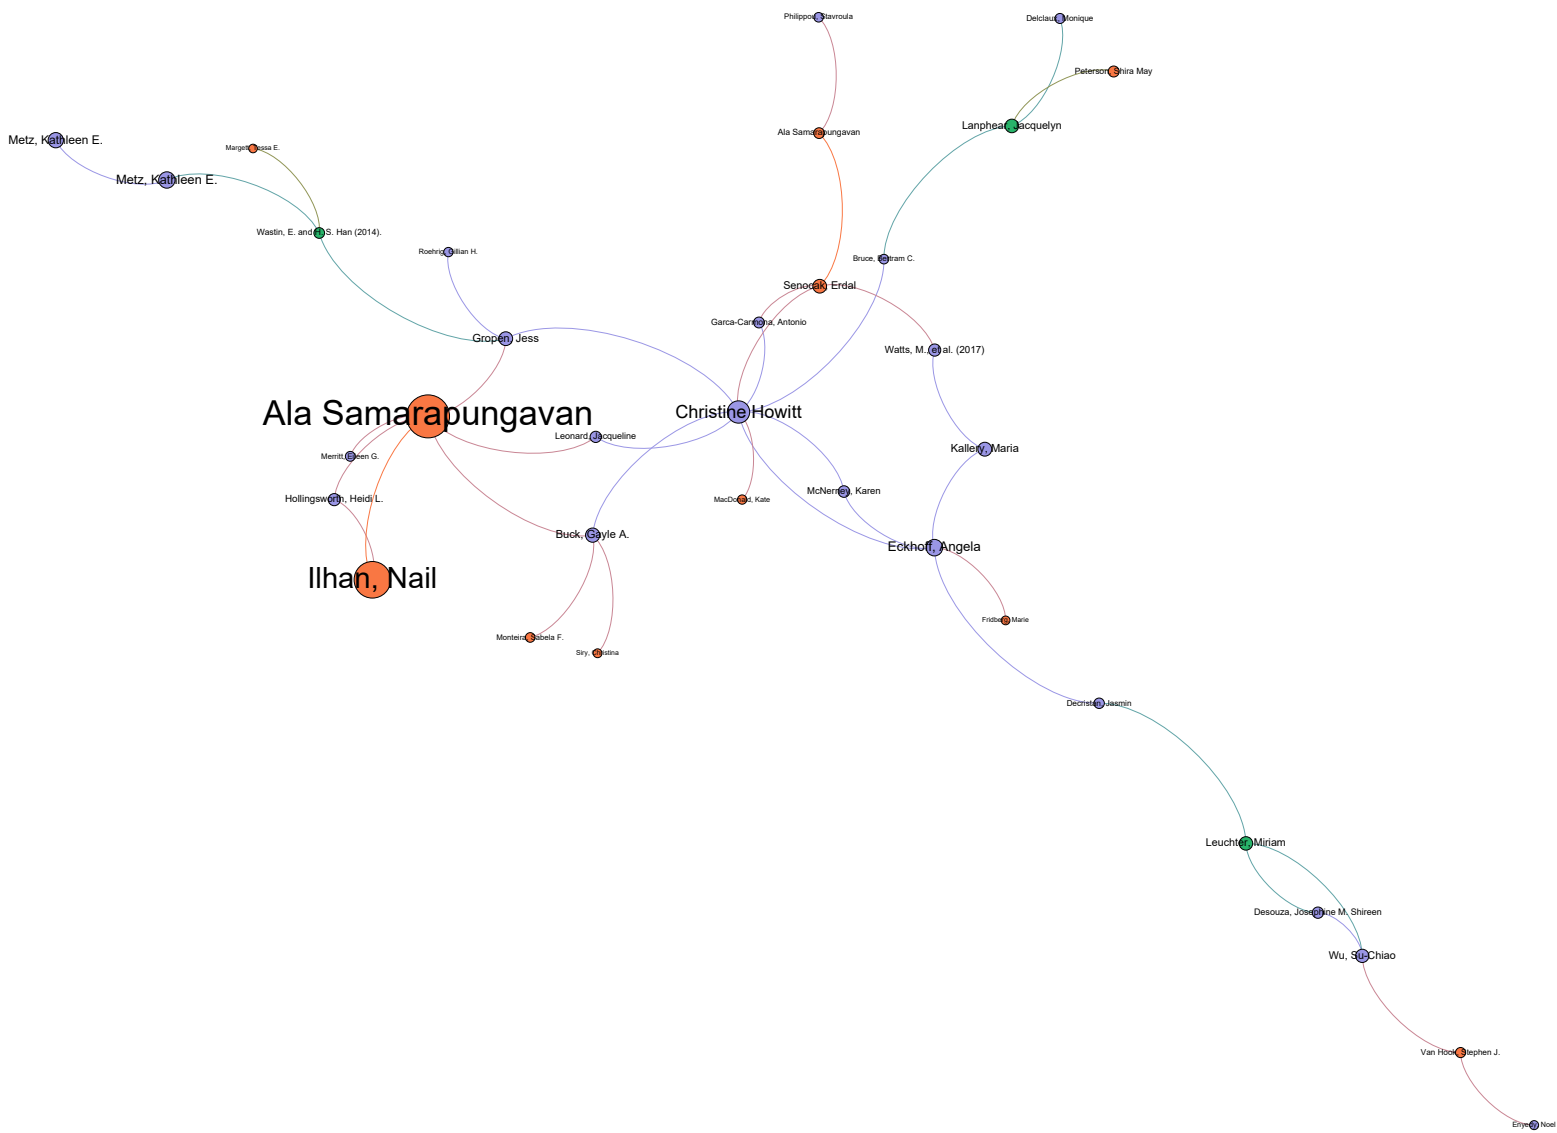 Philippou, Stavroula
Delclaux, Monique
Peterson, Shira May
Lanphear, Jacquelyn
Ala Samarapungavan
Metz, Kathleen E.
Margett, Tessa E.
Metz, Kathleen E.
Wastin, E. and H. S. Han (2014).
Roehrig, Gillian H.
Bruce, Bertram C.
Senocak, Erdal
Garca-Carmona, Antonio
Gropen, Jess
Watts, M., et al. (2017)
Ala Samarapungavan
Christine Howitt
Leonard, Jacqueline
Kallery, Maria
Merritt, Eileen G.
McNerney, Karen
Hollingsworth, Heidi L.
MacDonald, Kate
Buck, Gayle A.
Eckhoff, Angela
Ilhan, Nail
Fridberg, Marie
Monteira, Sabela F.
Siry, Christina
Decristan, Jasmin
Leuchter, Miriam
Desouza, Josephine M. Shireen
Wu, Su-Chiao
Van Hook, Stephen J.
Enyedy, Noel